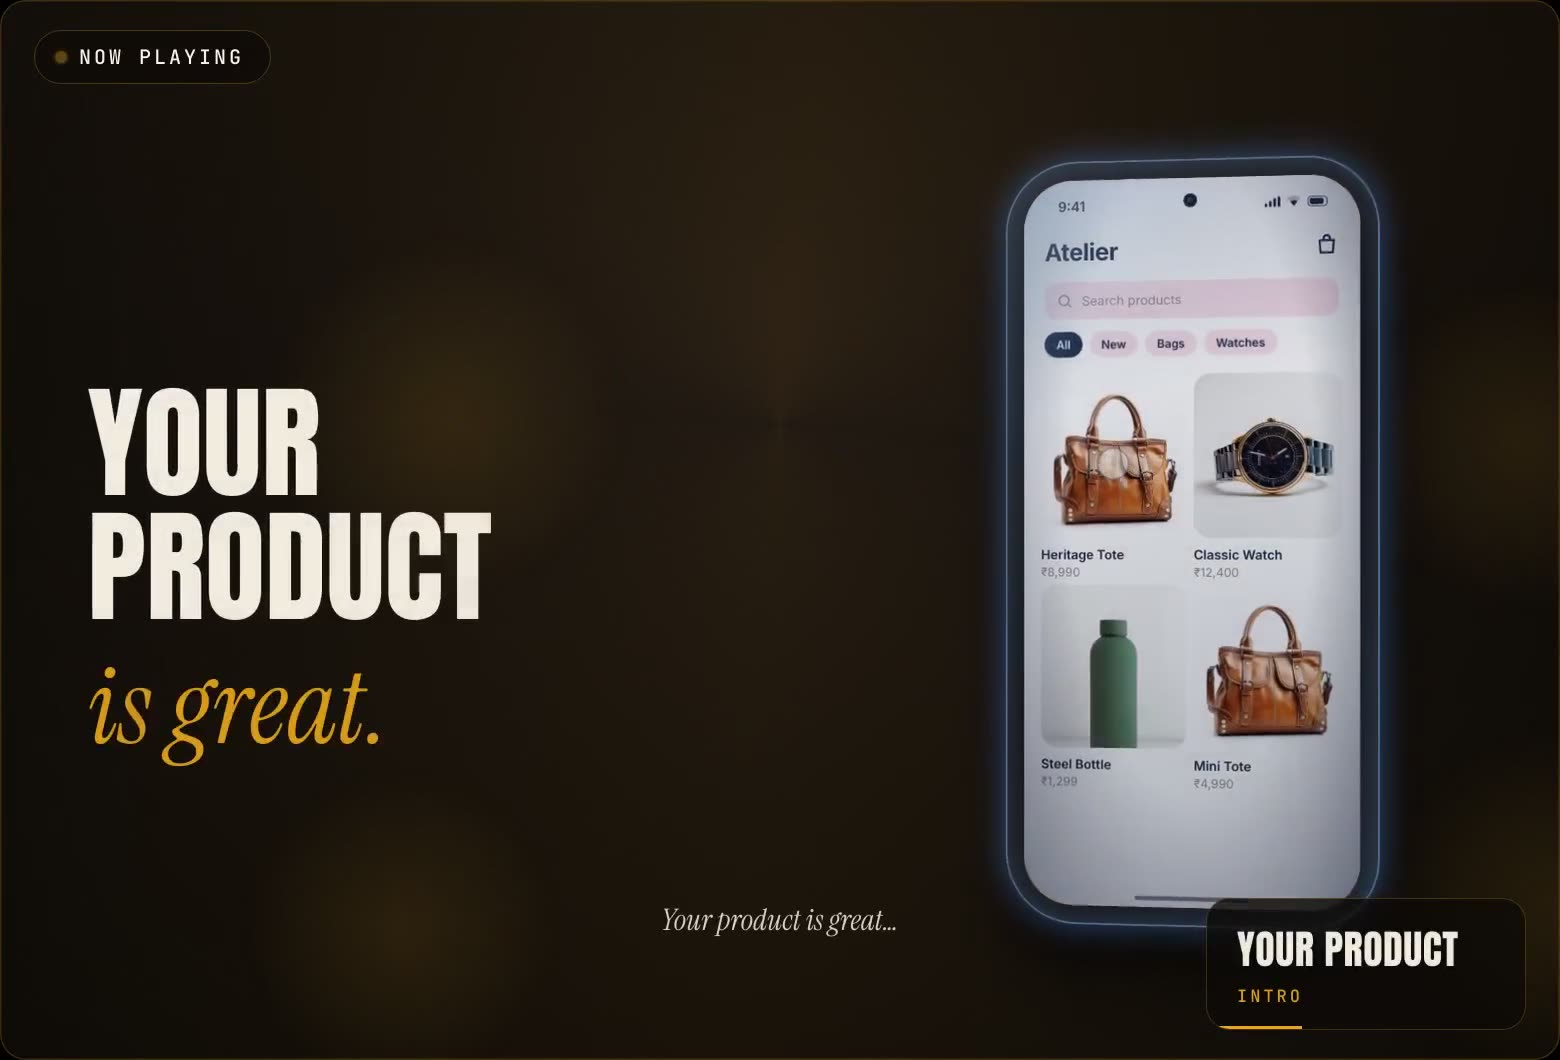 NOW PLAYING
YOUR
PRODUCT
is great.
9:41
Atelier
Search products
All New Bags Watches
Heritage Tote Classic Watch
₹8,990 ₹12,400
Steel Bottle Mini Tote
₹1,299 ₹4,990
Your product is great...
YOUR PRODUCT
INTRO